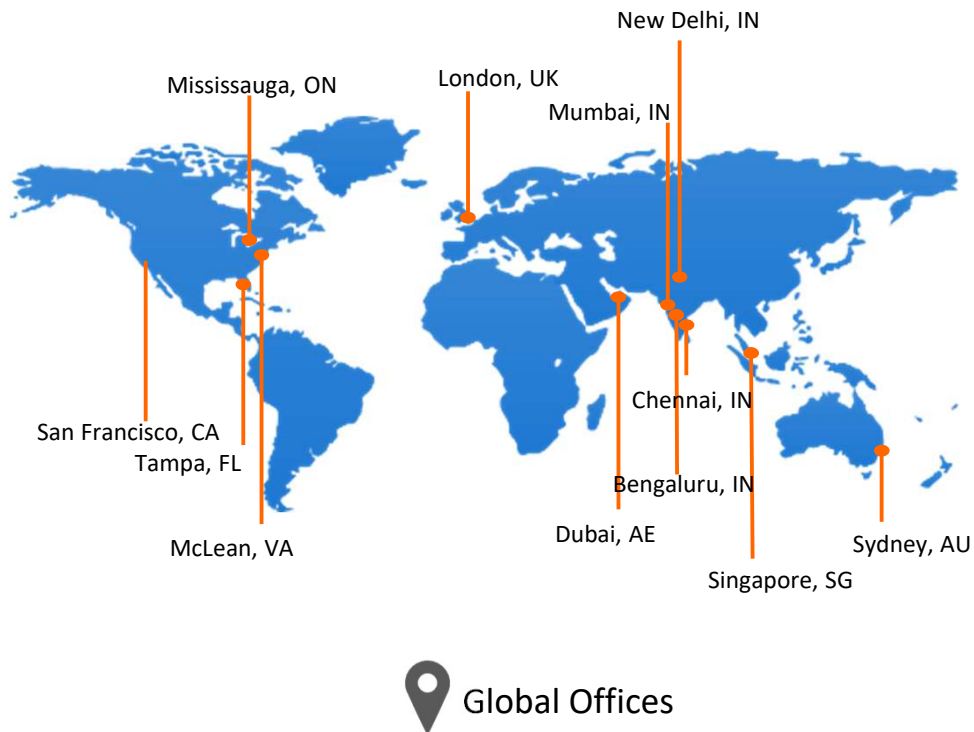 New Delhi, IN
London, UK
Mississauga, ON
Mumbai, IN
Chennai, IN
San Francisco, CA
Tampa, FL
Bengaluru, IN
Dubai, AE
McLean, VA
Sydney, AU
Singapore, SG
Global Offices